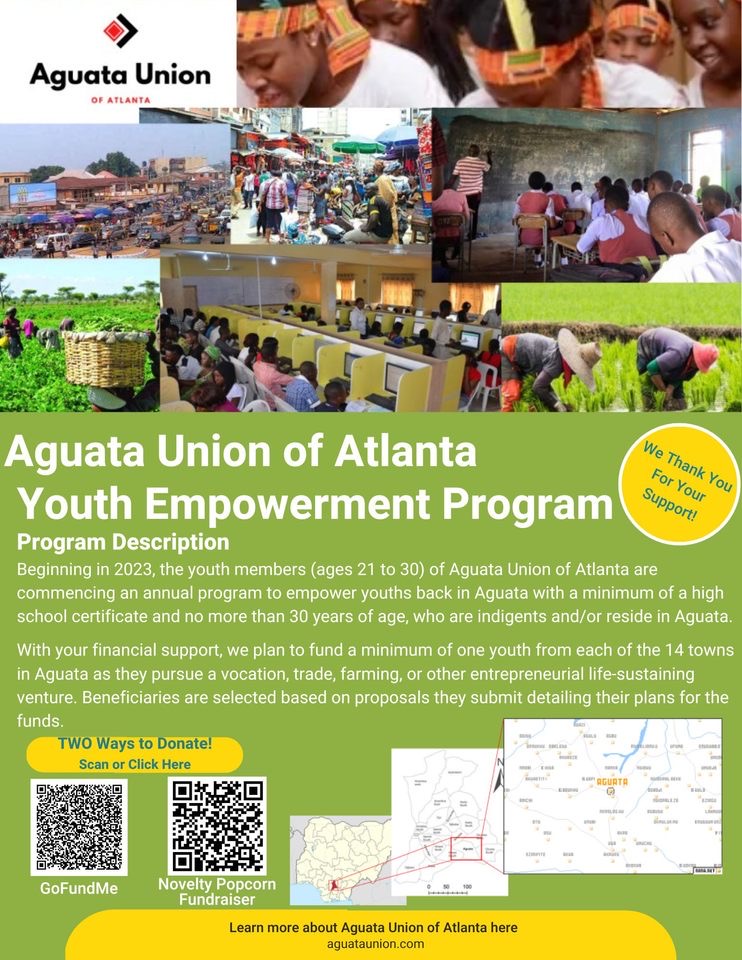 Aguata Union
OF ATLANTA
Aguata Union of Atlanta
Youth Empowerment Program
We Thank You
For Your
Support!
Program Description
Beginning in 2023, the youth members (ages 21 to 30) of Aguata Union of Atlanta are
commencing an annual program to empower youths back in Aguata with a minimum of a high
school certificate and no more than 30 years of age, who are indigents and/or reside in Aguata.
With your financial support, we plan to fund a minimum of one youth from each of the 14 towns
in Aguata as they pursue a vocation, trade, farming, or other entrepreneurial life-sustaining
venture. Beneficiaries are selected based on proposals they submit detailing their plans for the
funds.
TWO Ways to Donate!
Scan or Click Here
GoFundMe
Novelty Popcorn
Fundraiser
N
Aguata
0 50 100
AGUATA
Learn more about Aguata Union of Atlanta here
aguataunion.com